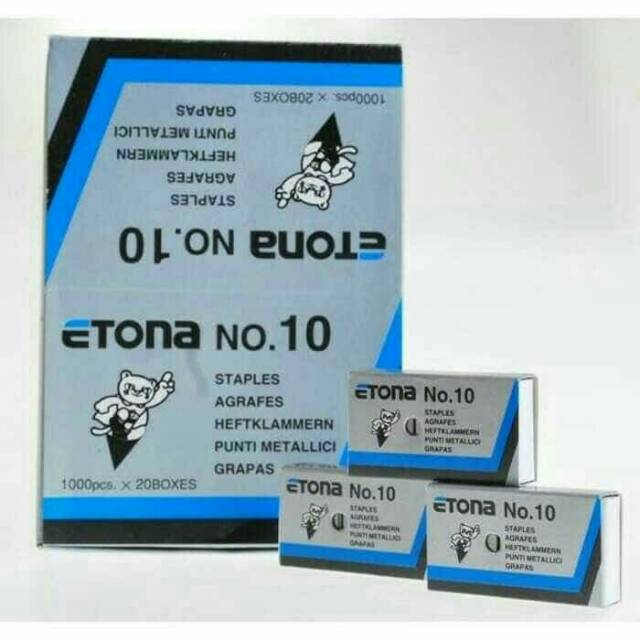 1000pcs. × 20BOXES
GRAPAS
PUNTI METALLICI
HEFTKLAMMERN
AGRAFES
STAPLES
ETONA NO.10
ETONA NO.10
STAPLES
AGRAFES
HEFTKLAMMERN
PUNTI METALLICI
GRAPAS
1000pcs. × 20BOXES
ETONA No.10
STAPLES
AGRAFES
HEFTKLAMMERN
PUNTI METALLICI
GRAPAS
ETONA No.10
STAPLES
AGRAFES
HEFTKLAMMERN
PUNTI METALLICI
GRAPAS
ETONA No.10
STAPLES
AGRAFES
HEFTKLAMMERN
PUNTI METALLICI
GRAPAS